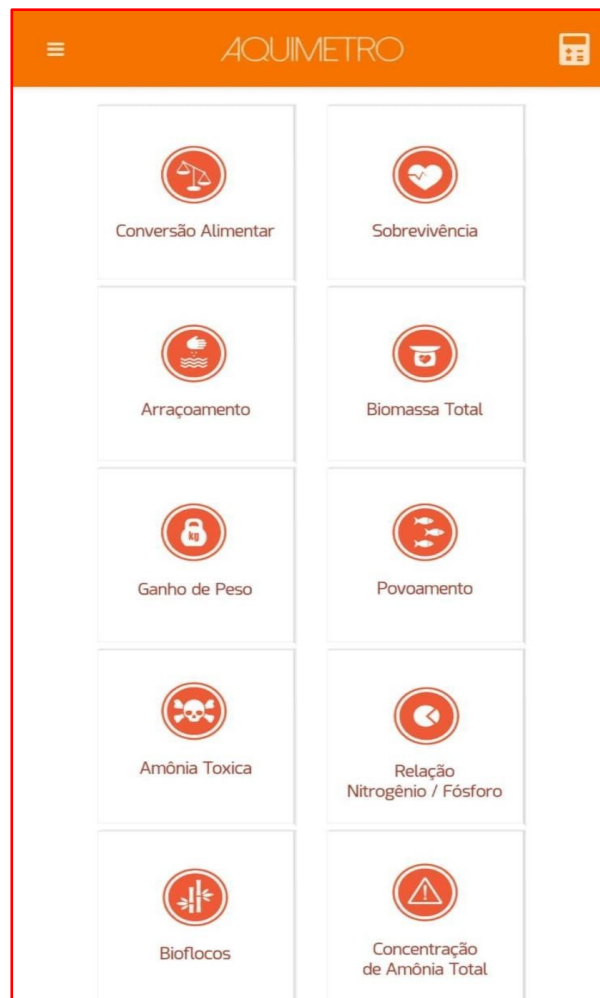 AQUIMETRO
Conversão Alimentar
Sobrevivência
Arraçoamento
Biomassa Total
kg
Ganho de Peso
Povoamento
Amônia Toxica
Relação
Nitrogênio / Fósforo
Bioflocos
Concentração
de Amônia Total